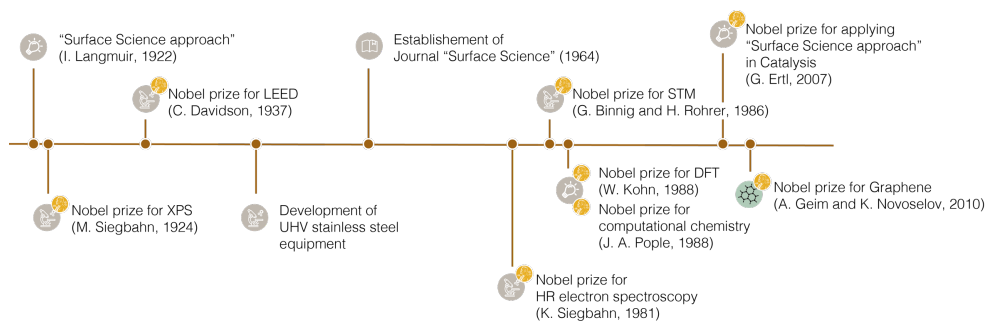 “Surface Science approach”
(I. Langmuir, 1922)
Nobel prize for XPS
(M. Siegbahn, 1924)
Nobel prize for LEED
(C. Davidson, 1937)
Development of
UHV stainless steel
equipment
Establishement of
Journal “Surface Science” (1964)
Nobel prize for
HR electron spectroscopy
(K. Siegbahn, 1981)
Nobel prize for STM
(G. Binnig and H. Rohrer, 1986)
Nobel prize for DFT
(W. Kohn, 1988)
Nobel prize for
computational chemistry
(J. A. Pople, 1988)
Nobel prize for applying
“Surface Science approach”
in Catalysis
(G. Ertl, 2007)
Nobel prize for Graphene
(A. Geim and K. Novoselov, 2010)